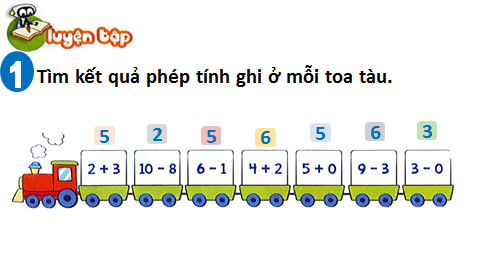 luyện tập
1 Tìm kết quả phép tính ghi ở mỗi toa tàu.
5 2 5 6 5 6 3
2 + 3 10 – 8 6 – 1 4 + 2 5 + 0 9 – 3 3 – 0